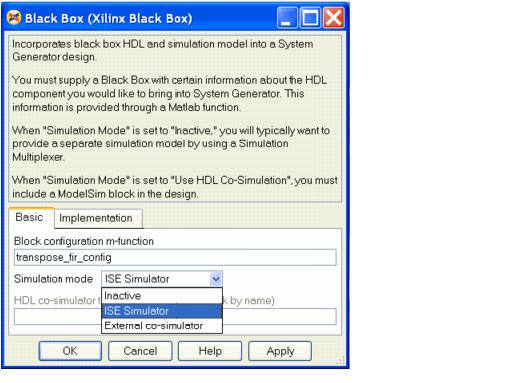 Black Box (Xilinx Black Box)
Incorporates black box HDL and simulation model into a System
Generator design.
You must supply a Black Box with certain information about the HDL
component you would like to bring into System Generator. This
information is provided through a Matlab function.
When "Simulation Mode" is set to "Inactive," you will typically want to
provide a separate simulation model by using a Simulation
Multiplexer.
When "Simulation Mode" is set to "Use HDL Co-Simulation", you must
include a ModelSim block in the design.
Basic Implementation
Block configuration m-function
transpose_fir_config
Simulation mode ISE Simulator
HDL co-simulator by name)
Inactive
ISE Simulator
External co-simulator
OK Cancel Help Apply